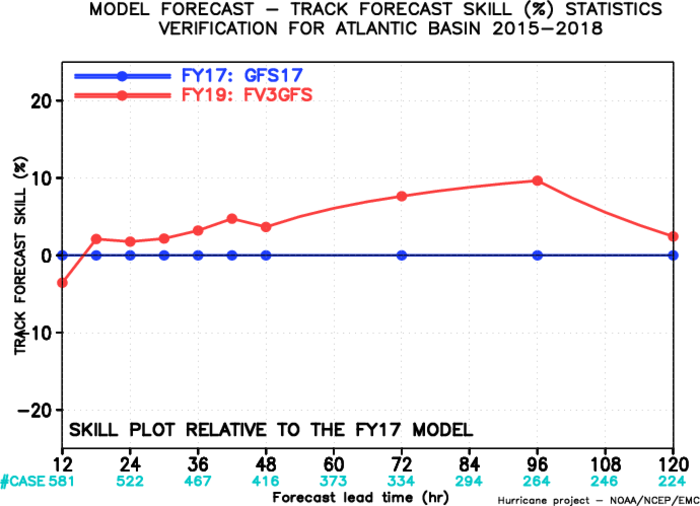 MODEL FORECAST – TRACK FORECAST SKILL (%) STATISTICS
VERIFICATION FOR ATLANTIC BASIN 2015–2018
FY17: GFS17
FY19: FV3GFS
TRACK FORECAST SKILL (%)
20
10
0
–10
–20
SKILL PLOT RELATIVE TO THE FY17 MODEL
12 24 36 48 60 72 84 96 108 120
#CASE 581 522 467 416 373 334 294 264 246 224
Forecast lead time (hr)
Hurricane project – NOAA/NCEP/EMC